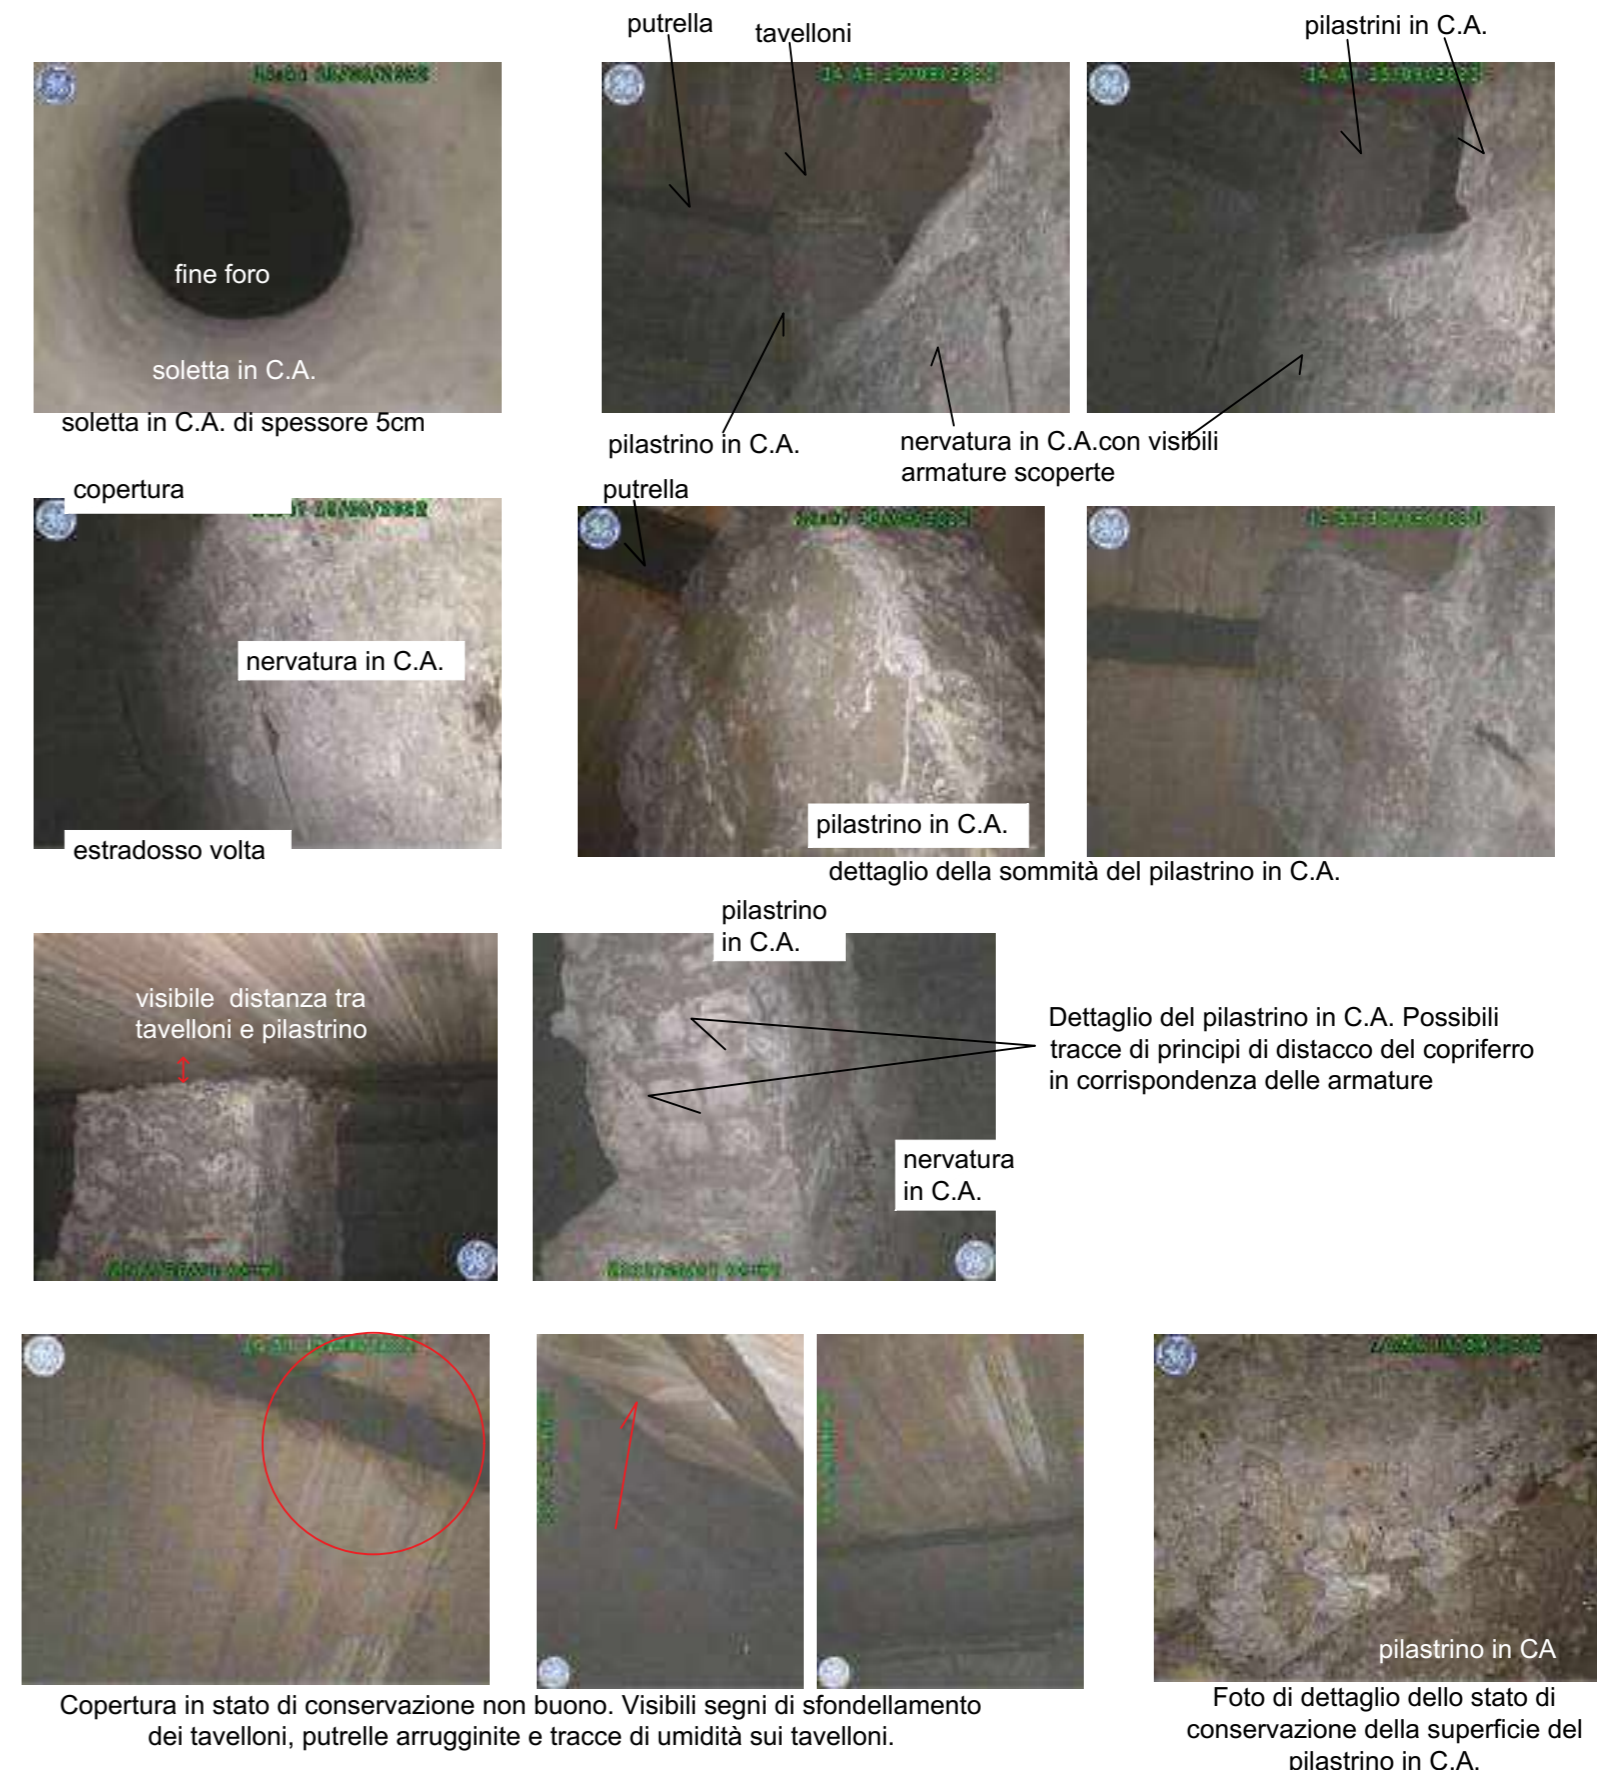 putrella
tavelloni
pilastrini in C.A.
fine foro
soletta in C.A.
soletta in C.A. di spessore 5cm
pilastrino in C.A.
nervatura in C.A.con visibili
armature scoperte
copertura
nervatura in C.A.
estradosso volta
putrella
pilastrino in C.A.
dettaglio della sommità del pilastrino in C.A.
visibile distanza tra
tavelloni e pilastrino
pilastrino
in C.A.
nervatura
in C.A.
Dettaglio del pilastrino in C.A. Possibili
tracce di principi di distacco del copriferro
in corrispondenza delle armature
Copertura in stato di conservazione non buono. Visibili segni di sfondellamento
dei tavelloni, putrelle arrugginite e tracce di umidità sui tavelloni.
pilastrino in CA
Foto di dettaglio dello stato di
conservazione della superficie del
pilastrino in C.A.